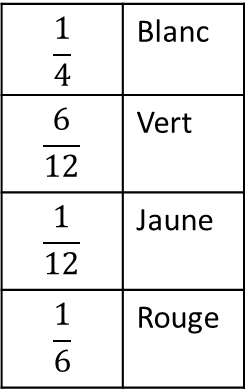 1/4 Blanc
6/12 Vert
1/12 Jaune
1/6 Rouge